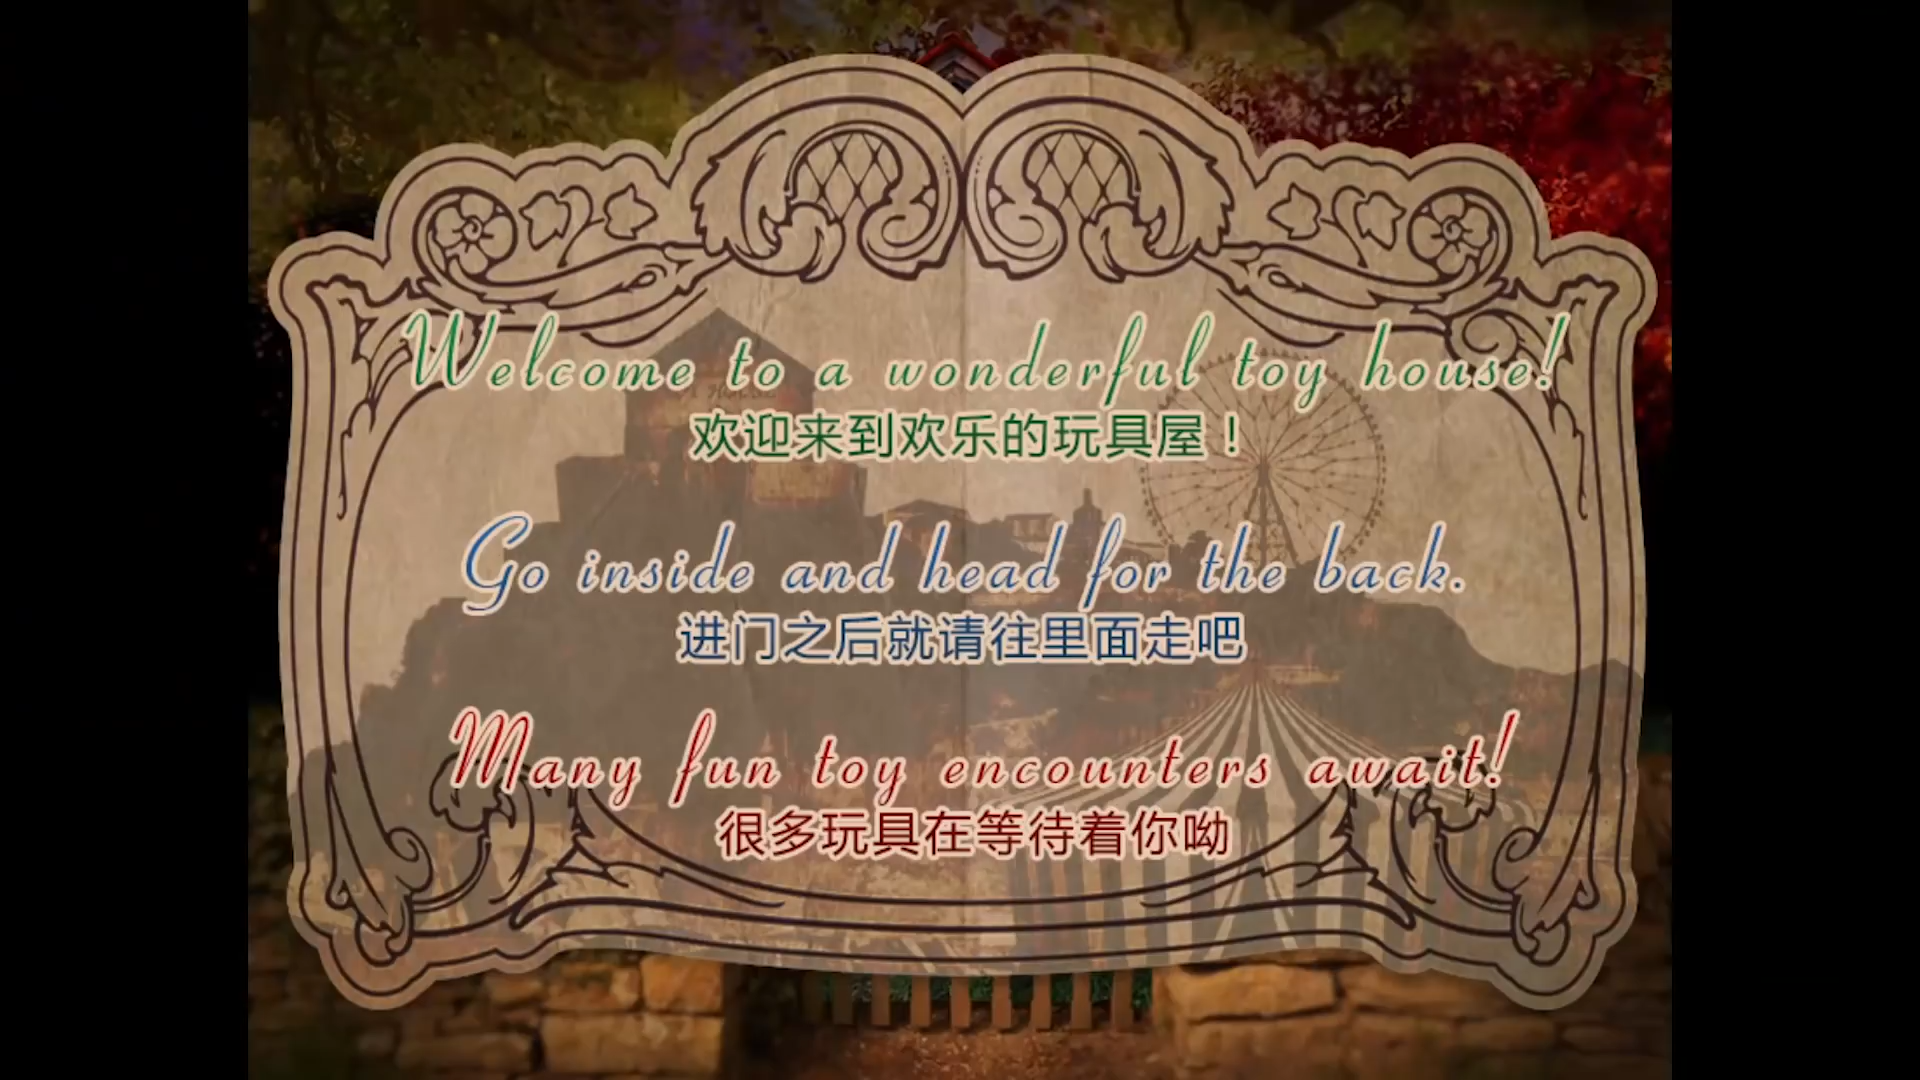 Welcome to a wonderful toy house!
欢迎来到欢乐的玩具屋！
Go inside and head for the back.
进门之后就请往里面走吧
Many fun toy encounters await!
很多玩具在等待着你呦